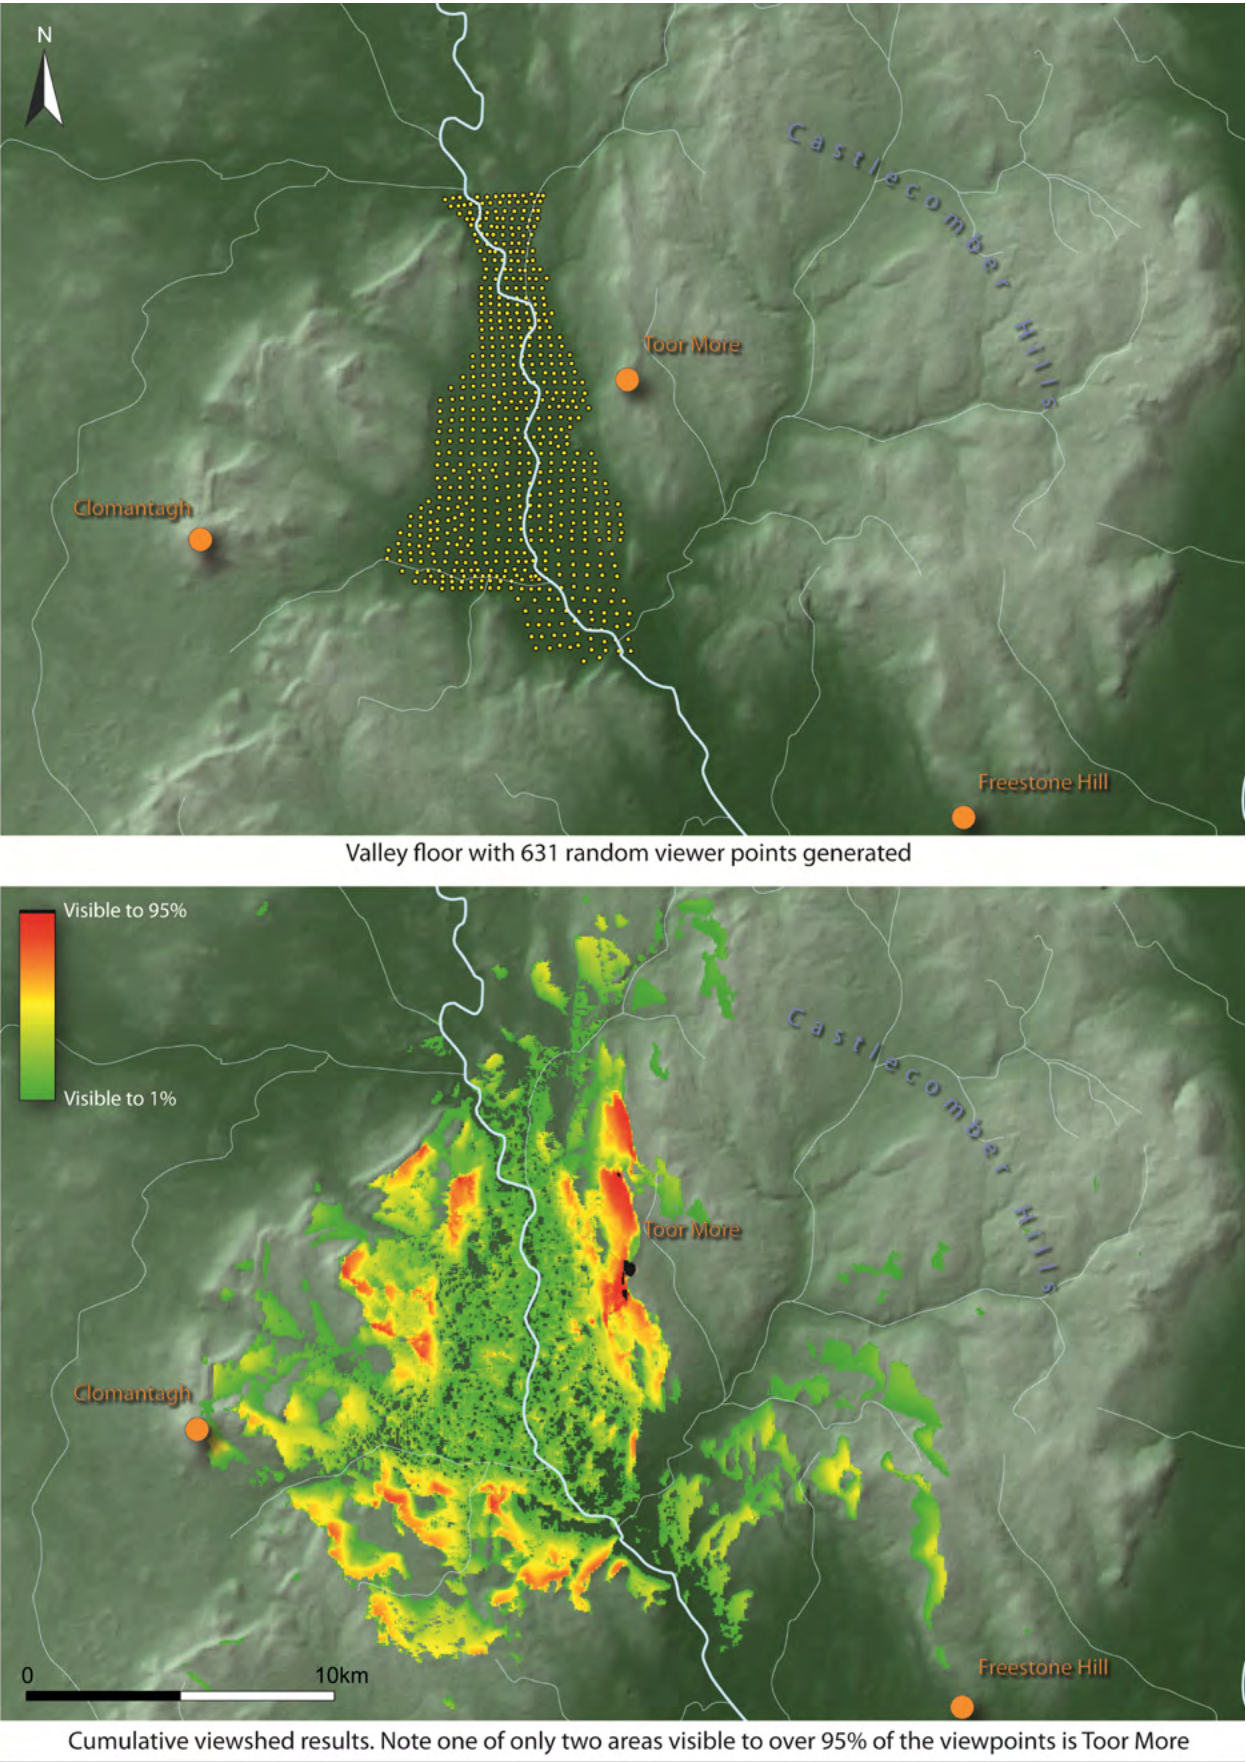 N
Castlecomber Hills
Toor More
Clomantagh
Freestone Hill
Valley floor with 631 random viewer points generated
Visible to 95%
Castlecomber Hills
Visible to 1%
Toor More
Clomantagh
Freestone Hill
0 10km
Cumulative viewshed results. Note one of only two areas visible to over 95% of the viewpoints is Toor More